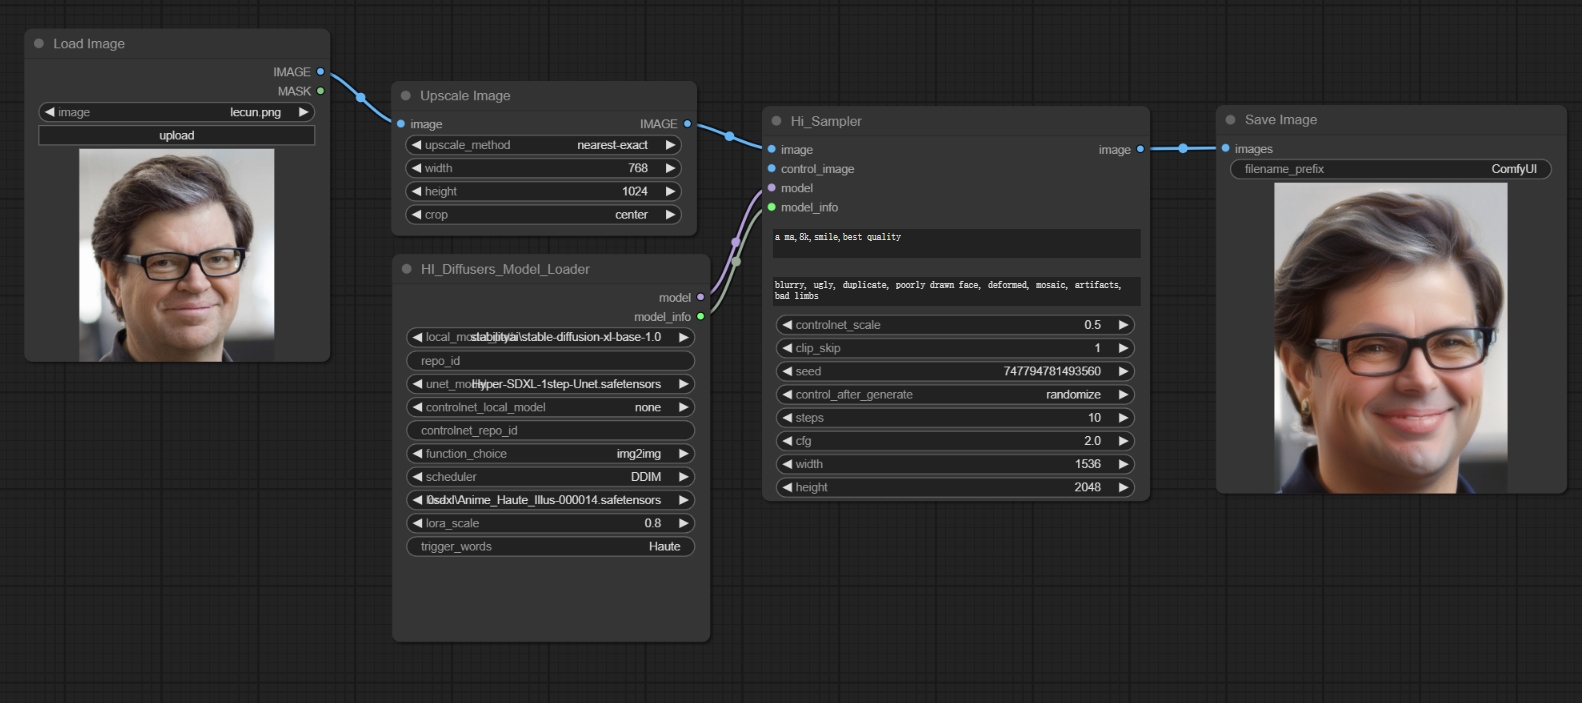 Load Image
IMAGE
MASK
image lecun.png
upload
Upscale Image
image IMAGE
upscale_method nearest-exact
width 768
height 1024
crop center
HI_Diffusers_Model_Loader
model
model_info
stabilityai\stable-diffusion-xl-base-1.0
repo_id
Hyper-SDXL-1step-Unet.safetensors
controlnet_local_model none
controlnet_repo_id
function_choice img2img
scheduler DDIM
sdxl\Anime_Haute_Illus-000014.safetensors
lora_scale 0.8
trigger_words Haute
Hi_Sampler
image image
control_image
model
model_info
a ma,8k,smile,best quality
blurry, ugly, duplicate, poorly drawn face, deformed, mosaic, artifacts,
bad limbs
controlnet_scale 0.5
clip_skip 1
seed 747794781493560
control_after_generate randomize
steps 10
cfg 2.0
width 1536
height 2048
Save Image
images
filename_prefix ComfyUI